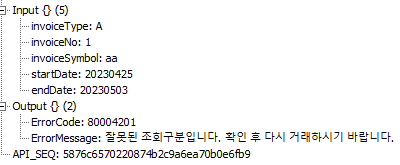 Input {} (5)
invoiceType: A
invoiceNo: 1
invoiceSymbol: aa
startDate: 20230425
endDate: 20230503
Output {} (2)
ErrorCode: 80004201
ErrorMessage: 잘못된 조회구분입니다. 확인 후 다시 거래하시기 바랍니다.
API_SEQ: 5876c6570220874b2c9a6ea70b0e6fb9